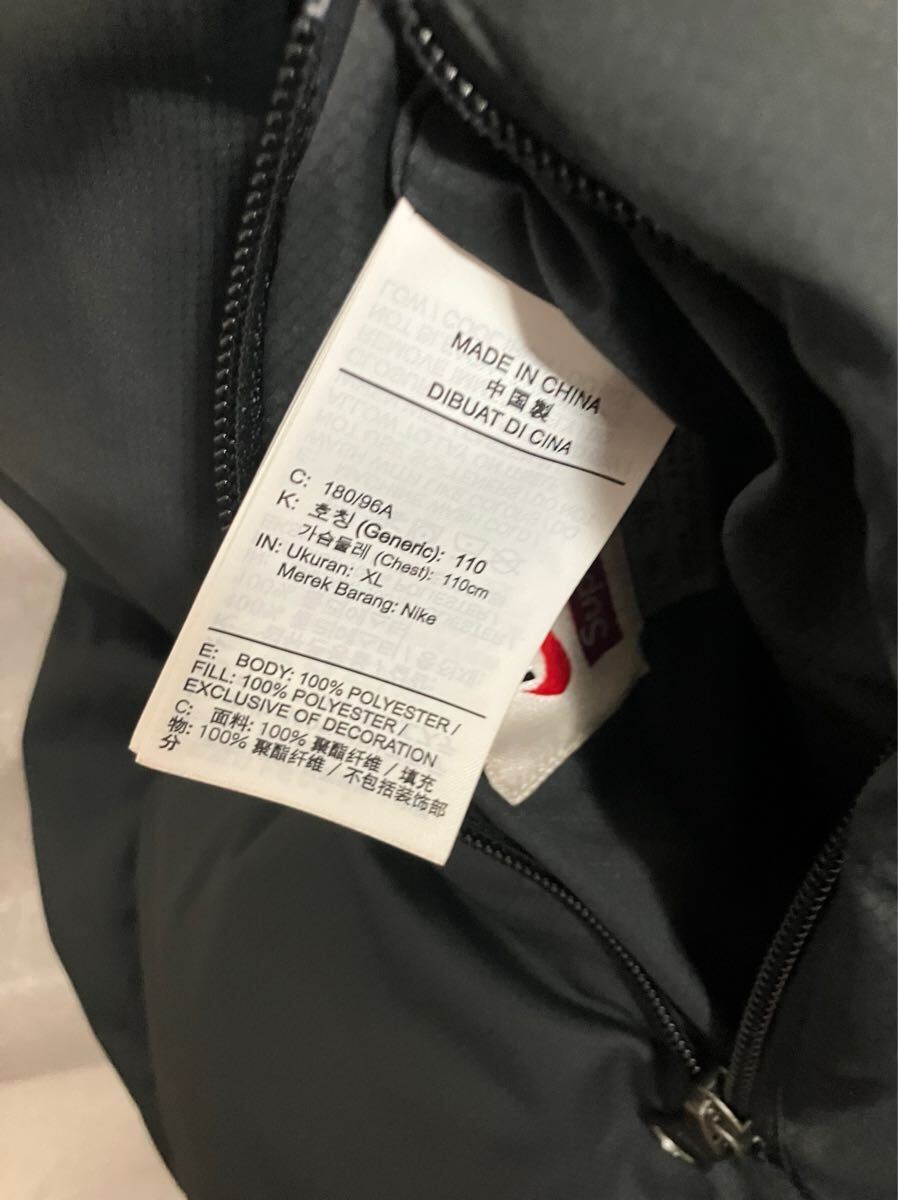 MADE IN CHINA
中国製
DIBUAT DI CINA
C: 180/96A
K: 호칭 (Generic): 110
가슴둘레 (Chest): 110cm
IN: Ukuran: XL
Merek Barang: Nike
E: BODY: 100% POLYESTER /
FILL: 100% POLYESTER /
EXCLUSIVE OF DECORATION
C: 面料: 100% 聚酯纤维 / 填充
物: 100% 聚酯纤维 / 不包括装饰部
分